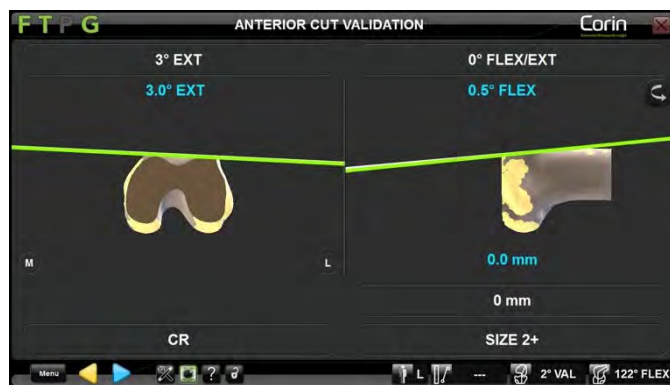 F T P G
ANTERIOR CUT VALIDATION
Corin
3° EXT
0° FLEX/EXT
3.0° EXT
0.5° FLEX
M
L
0.0 mm
0 mm
CR
SIZE 2+
Menu
?
L
---
2° VAL
122° FLEX